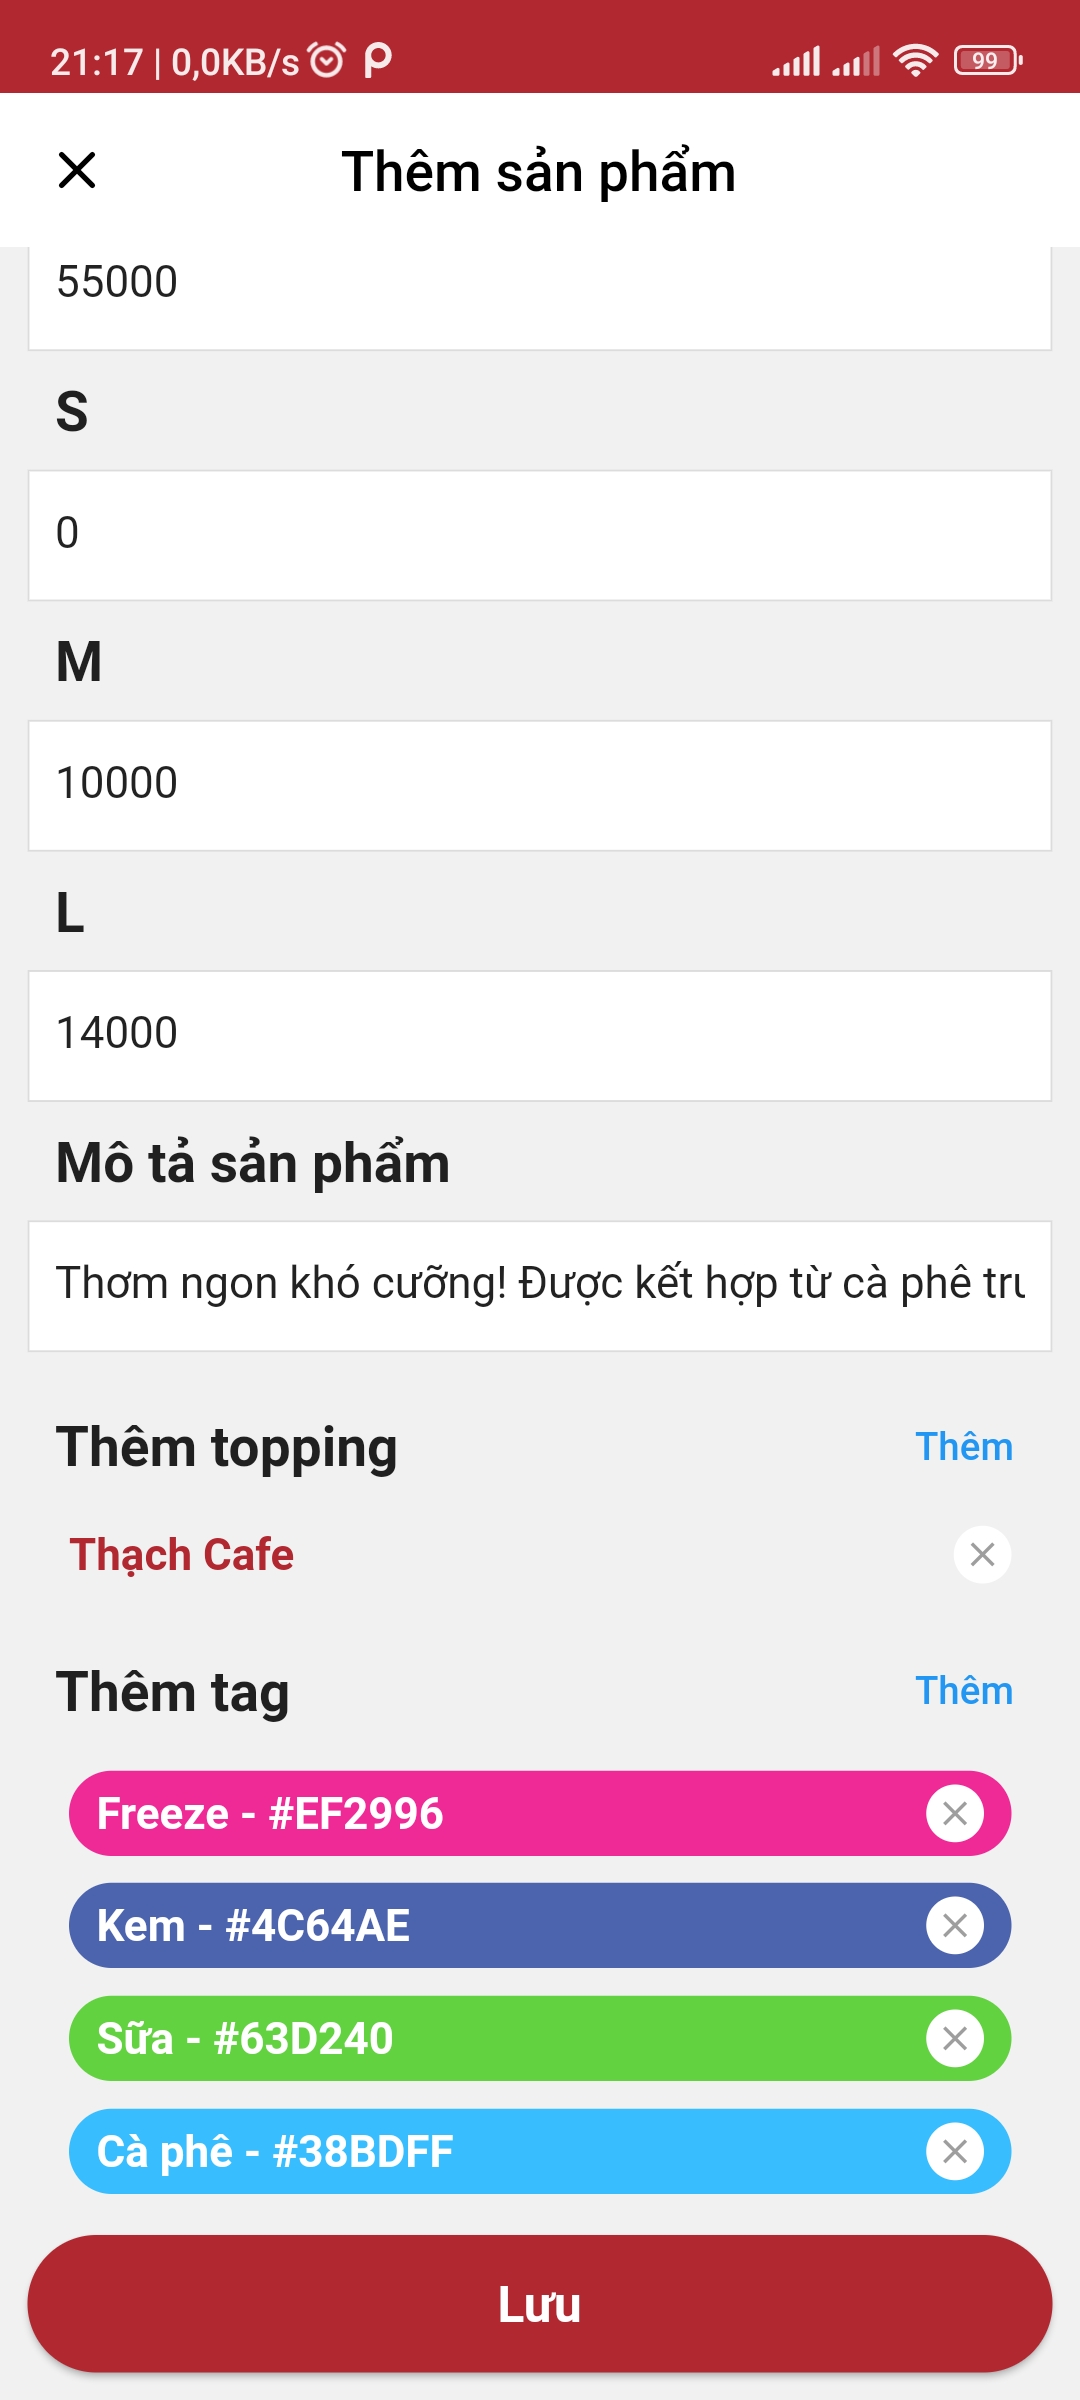 21:17 | 0,0KB/s
99
Thêm sản phẩm
55000
S
0
M
10000
L
14000
Mô tả sản phẩm
Thơm ngon khó cưỡng! Được kết hợp từ cà phê tru
Thêm topping
Thêm
Thạch Cafe
Thêm tag
Thêm
Freeze - #EF2996
Kem - #4C64AE
Sữa - #63D240
Cà phê - #38BDFF
Lưu